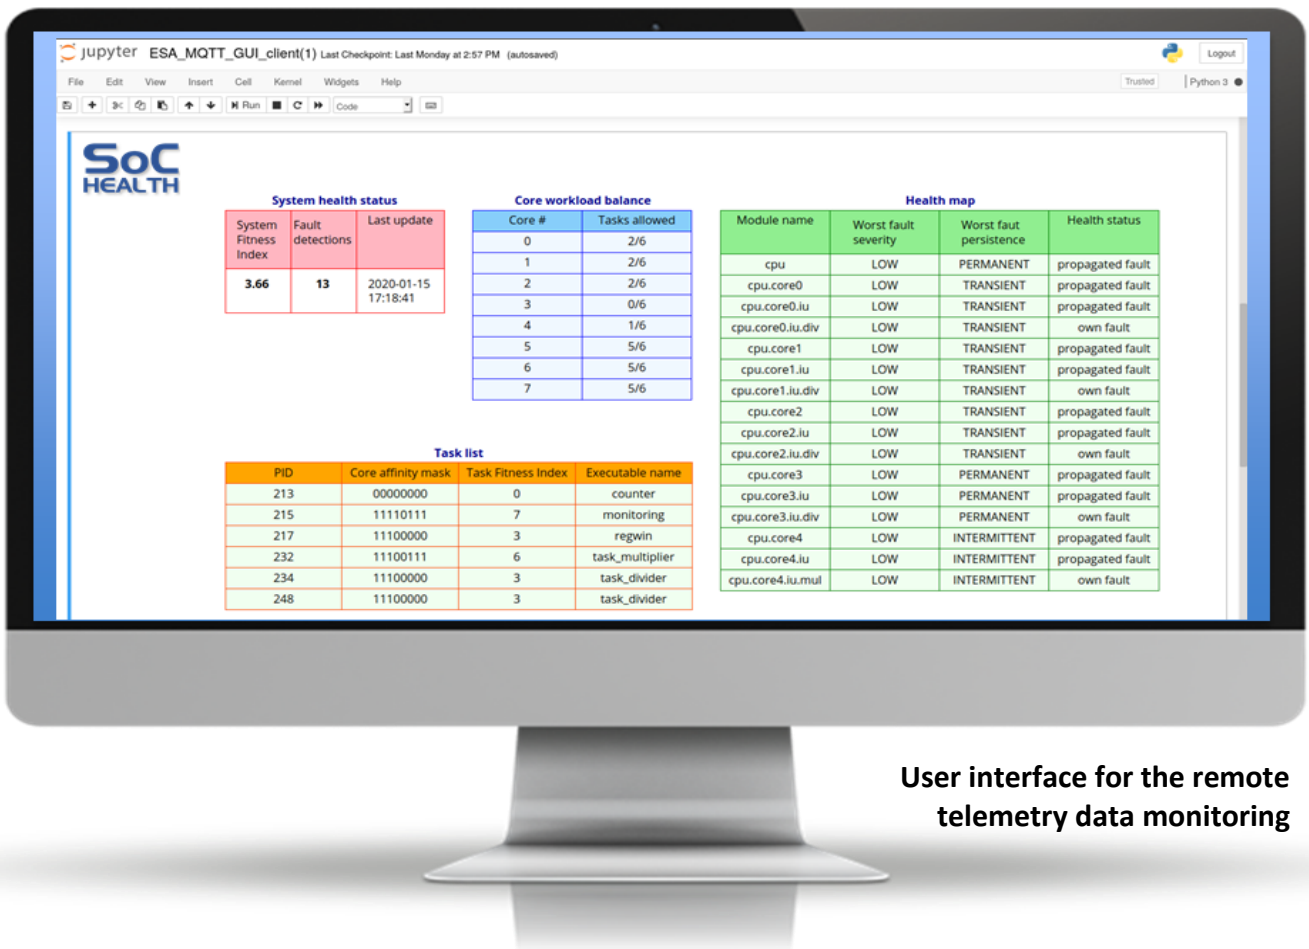 jupyter ESA_MQTT_GUI_client(1) Last Checkpoint: Last Monday at 2:57 PM (autosaved)
Logout
File Edit View Insert Cell Kernel Widgets Help
Trusted
Python 3
Run
Code
SoC
HEALTH
System health status
System Fitness Index | Fault detections | Last update
3.66 | 13 | 2020-01-15 17:18:41
Core workload balance
Core # | Tasks allowed
0 | 2/6
1 | 2/6
2 | 2/6
3 | 0/6
4 | 1/6
5 | 5/6
6 | 5/6
7 | 5/6
Health map
Module name | Worst fault severity | Worst faut persistence | Health status
cpu | LOW | PERMANENT | propagated fault
cpu.core0 | LOW | TRANSIENT | propagated fault
cpu.core0.iu | LOW | TRANSIENT | propagated fault
cpu.core0.iu.div | LOW | TRANSIENT | own fault
cpu.core1 | LOW | TRANSIENT | propagated fault
cpu.core1.iu | LOW | TRANSIENT | propagated fault
cpu.core1.iu.div | LOW | TRANSIENT | own fault
cpu.core2 | LOW | TRANSIENT | propagated fault
cpu.core2.iu | LOW | TRANSIENT | propagated fault
cpu.core2.iu.div | LOW | TRANSIENT | own fault
cpu.core3 | LOW | PERMANENT | propagated fault
cpu.core3.iu | LOW | PERMANENT | propagated fault
cpu.core3.iu.div | LOW | PERMANENT | own fault
cpu.core4 | LOW | INTERMITTENT | propagated fault
cpu.core4.iu | LOW | INTERMITTENT | propagated fault
cpu.core4.iu.mul | LOW | INTERMITTENT | own fault
Task list
PID | Core affinity mask | Task Fitness Index | Executable name
213 | 00000000 | 0 | counter
215 | 11110111 | 7 | monitoring
217 | 11100000 | 3 | regwin
232 | 11100111 | 6 | task_multiplier
234 | 11100000 | 3 | task_divider
248 | 11100000 | 3 | task_divider
User interface for the remote
telemetry data monitoring